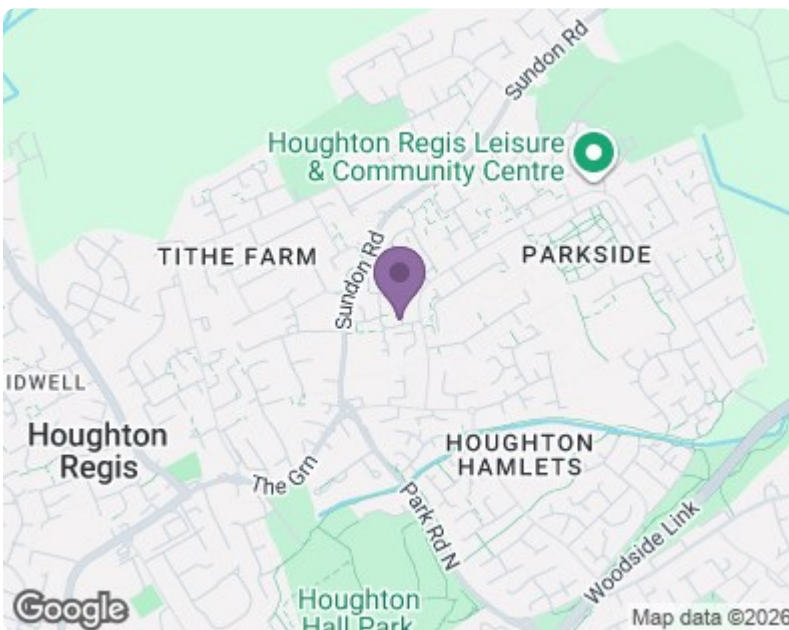 Sundon Rd
Houghton Regis Leisure
& Community Centre
TITHE FARM
Sundon Rd
PARKSIDE
IDWELL
Houghton
Regis
HOUGHTON
HAMLETS
The Grn
Park Rd N
Woodside Link
Houghton
Hall Park
Google
Map data ©2026